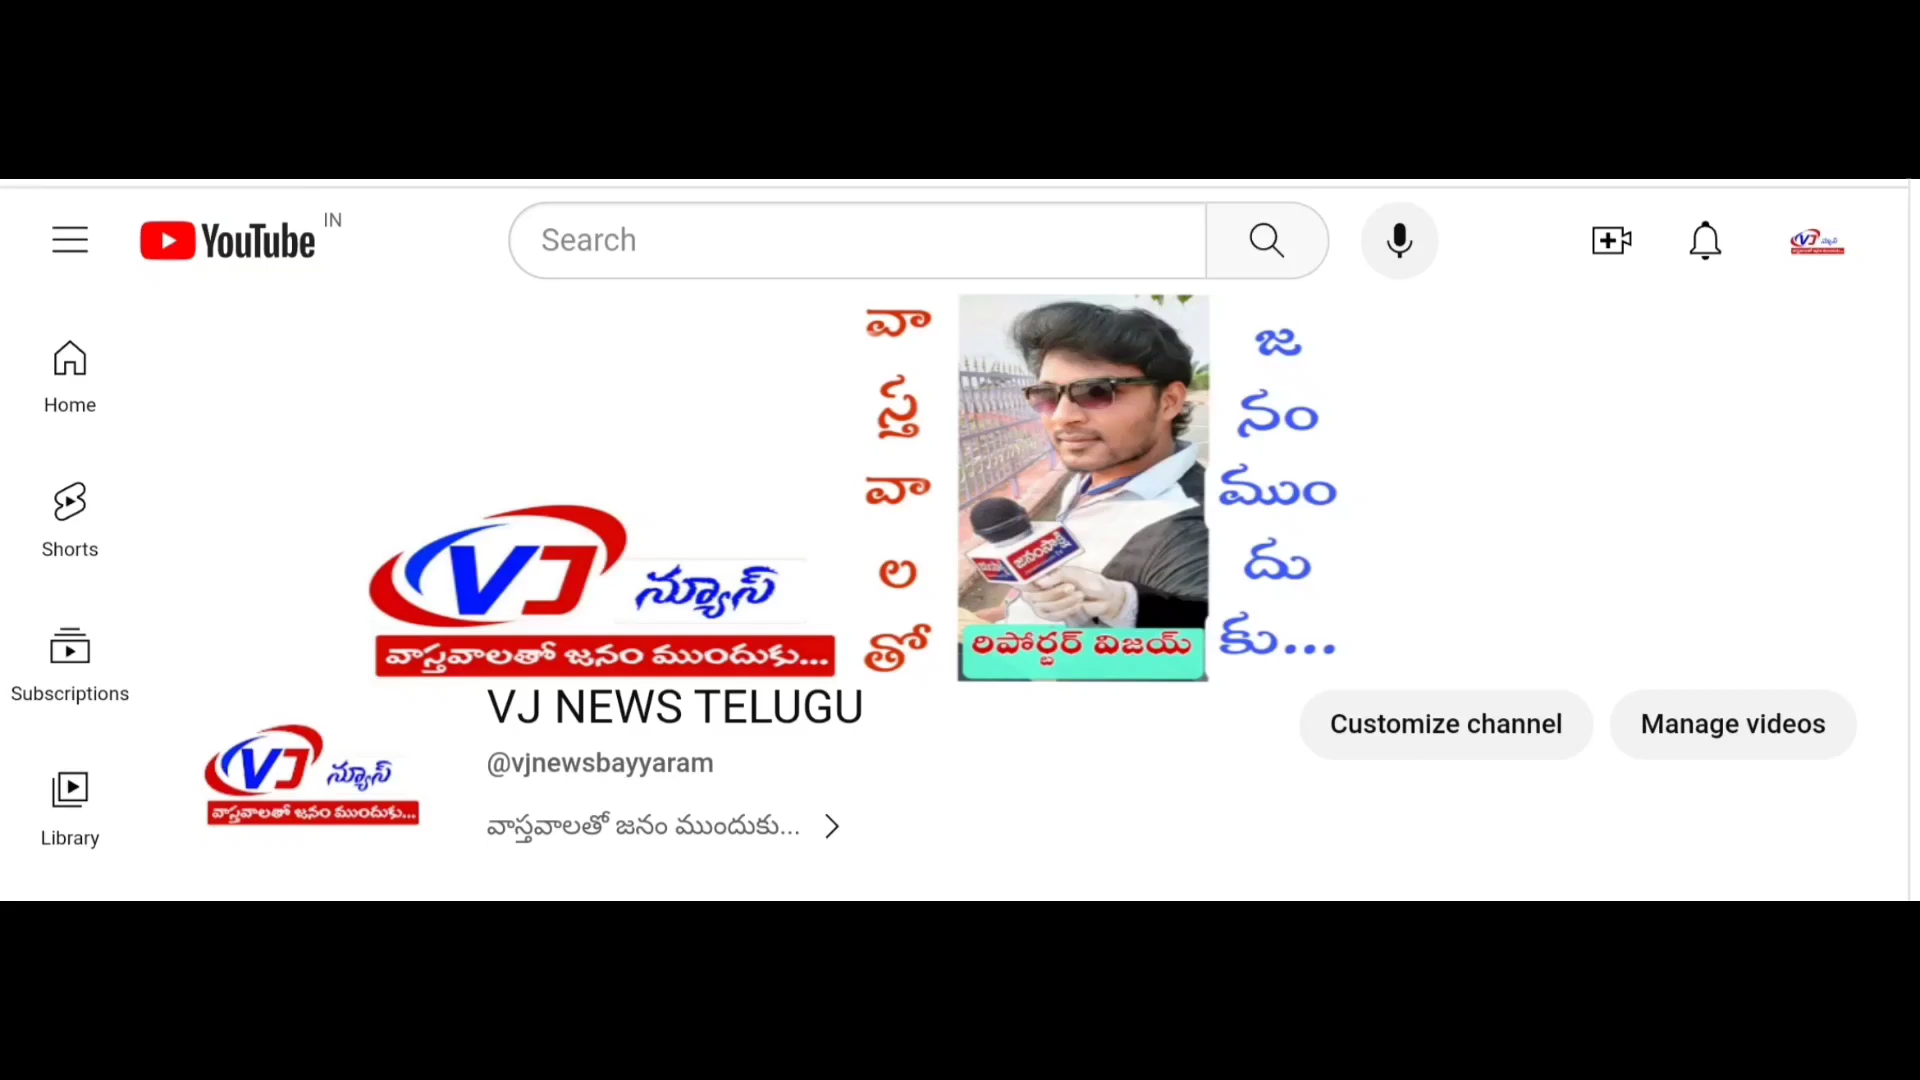 YouTube IN
Search
Home
Shorts
Subscriptions
Library
VJ న్యూస్
వాస్తవాలతో జనం ముందుకు...
వా
స్త
వా
ల
తో
జనంసాక్షి
రిపోర్టర్ విజయ్
జ
నం
ముం
దు
కు...
VJ NEWS TELUGU
@vjnewsbayyaram
వాస్తవాలతో జనం ముందుకు...
Customize channel
Manage videos
VJ న్యూస్
వాస్తవాలతో జనం ముందుకు...